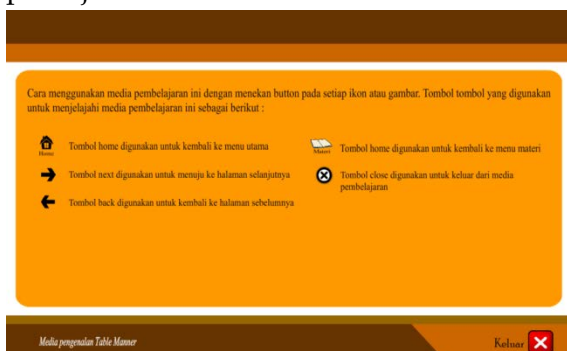 Cara menggunakan media pembelajaran ini dengan menekan button pada setiap ikon atau gambar. Tombol tombol yang digunakan
untuk menjelajahi media pembelajaran ini sebagai berikut :
Home
Tombol home digunakan untuk kembali ke menu utama
Tombol next digunakan untuk menuju ke halaman selanjutnya
Tombol back digunakan untuk kembali ke halaman sebelumnya
Materi
Tombol home digunakan untuk kembali ke menu materi
Tombol close digunakan untuk keluar dari media
pembelajaran
Media pengenalan Table Manner
Keluar